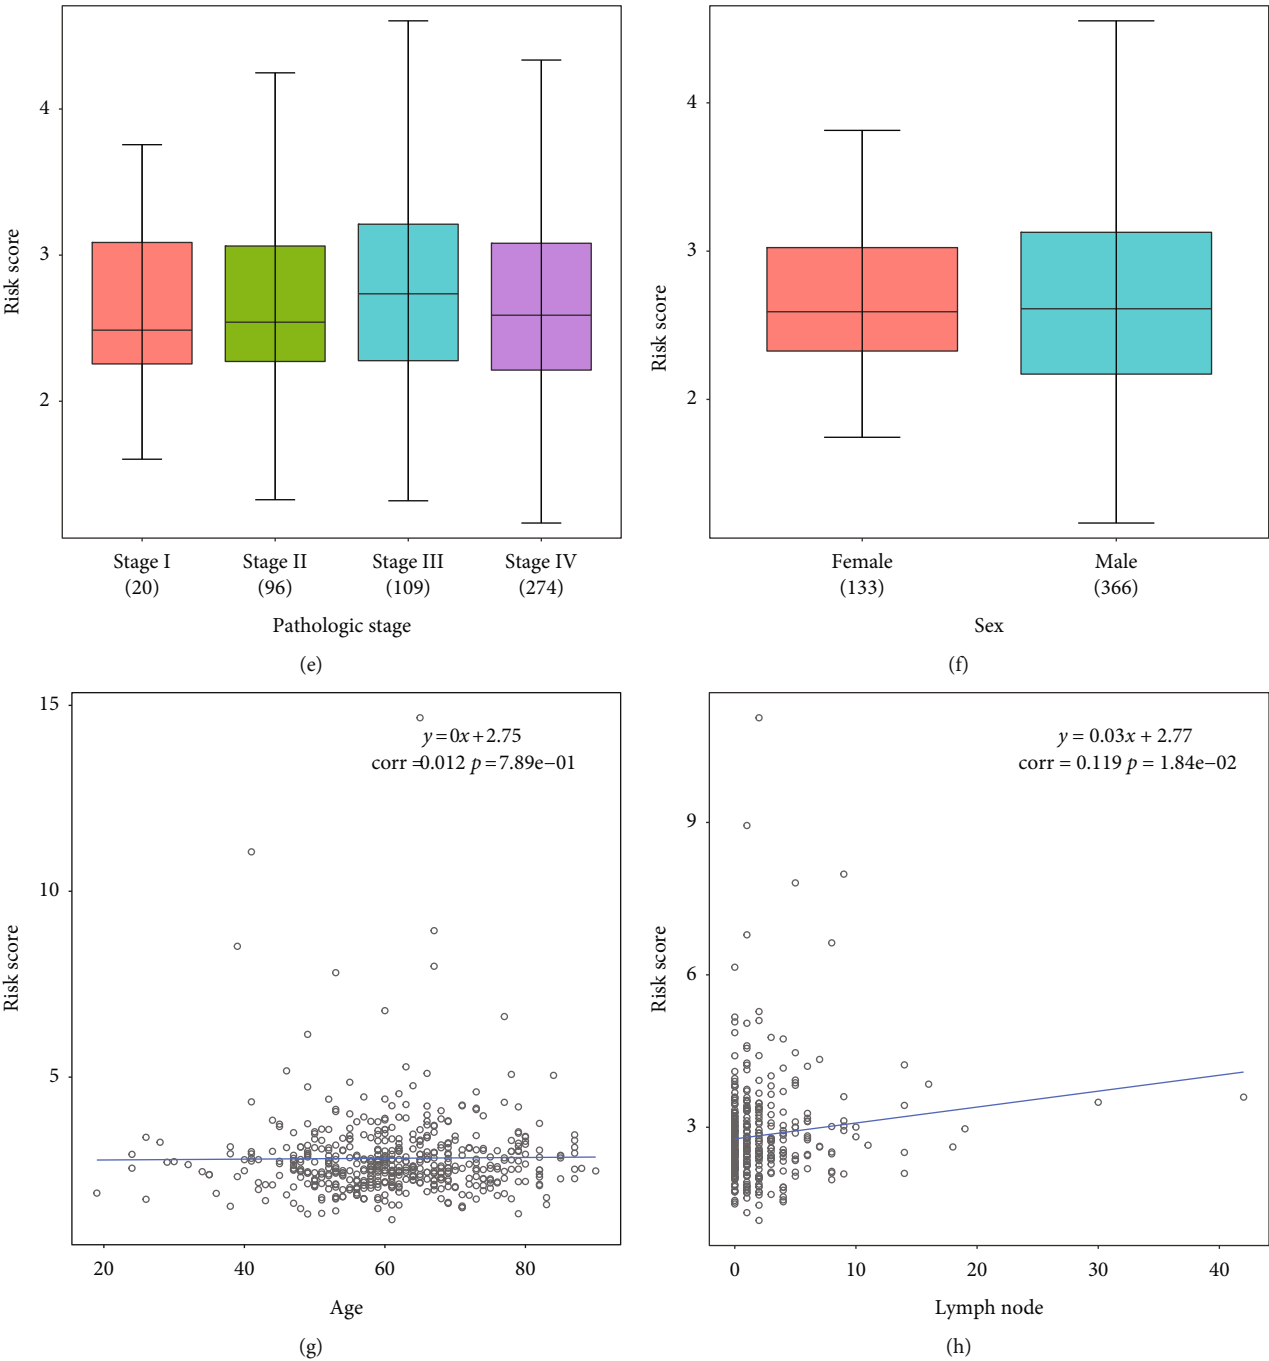 4
3
2
Risk score
Stage I
(20)
Stage II
(96)
Stage III
(109)
Stage IV
(274)
Pathologic stage
(e)
4
3
2
Risk score
Female
(133)
Male
(366)
Sex
(f)
15
10
5
Risk score
y=0x+2.75
corr =0.012 p=7.89e−01
20 40 60 80
Age
(g)
9
6
3
Risk score
y = 0.03x + 2.77
corr = 0.119 p = 1.84e−02
0 10 20 30 40
Lymph node
(h)